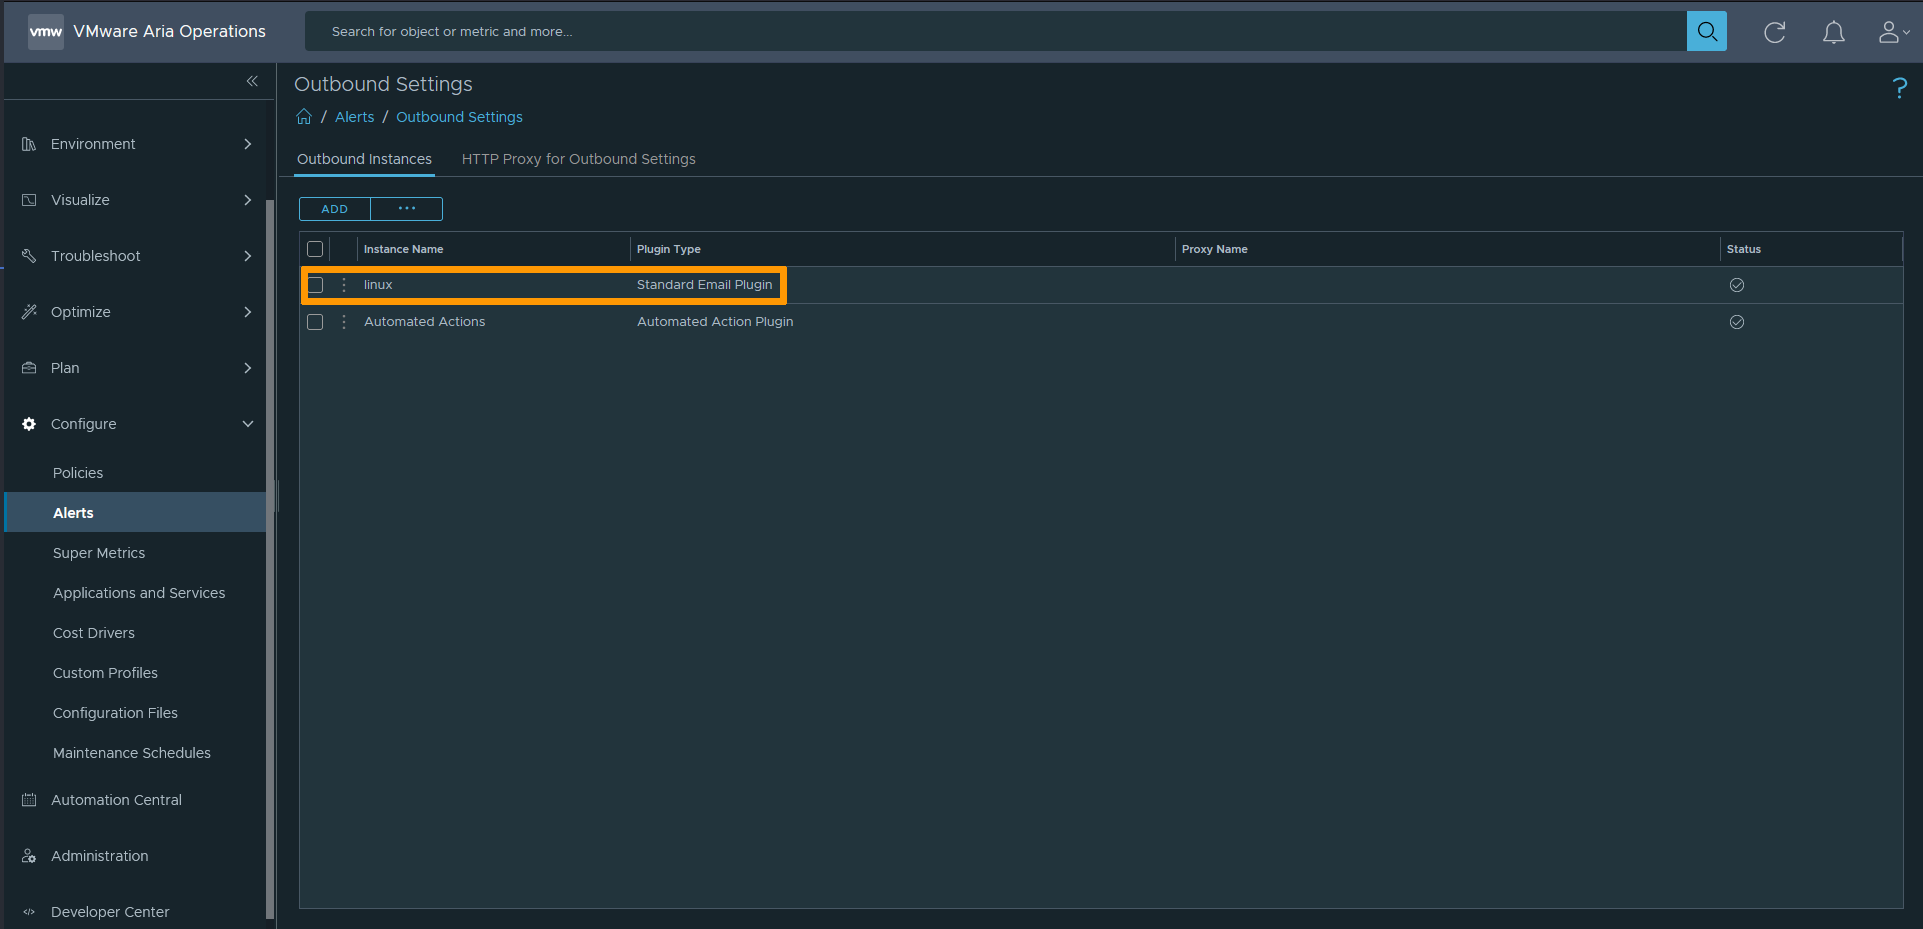 vmw VMware Aria Operations
Search for object or metric and more...
Outbound Settings
?
/ Alerts / Outbound Settings
Outbound Instances HTTP Proxy for Outbound Settings
ADD ...
Instance Name Plugin Type Proxy Name Status
linux Standard Email Plugin
Automated Actions Automated Action Plugin
Environment
Visualize
Troubleshoot
Optimize
Plan
Configure
Policies
Alerts
Super Metrics
Applications and Services
Cost Drivers
Custom Profiles
Configuration Files
Maintenance Schedules
Automation Central
Administration
Developer Center